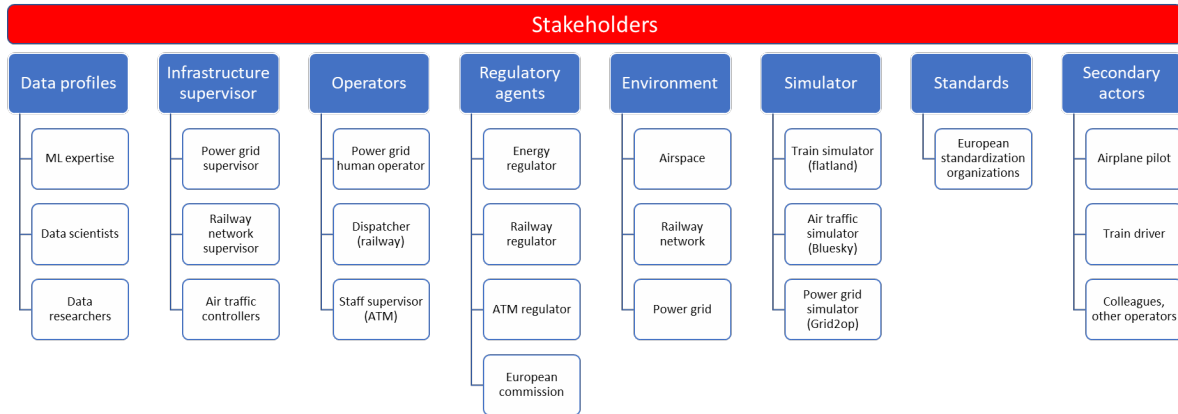 Stakeholders
Data profiles
ML expertise
Data scientists
Data
researchers
Infrastructure
supervisor
Power grid
supervisor
Railway
network
supervisor
Air traffic
controllers
Operators
Power grid
human operator
Dispatcher
(railway)
Staff supervisor
(ATM)
Regulatory
agents
Energy
regulator
Railway
regulator
ATM regulator
European
commission
Environment
Airspace
Railway
network
Power grid
Simulator
Train simulator
(flatland)
Air traffic
simulator
(Bluesky)
Power grid
simulator
(Grid2op)
Standards
European
standardization
organizations
Secondary
actors
Airplane pilot
Train driver
Colleagues,
other operators